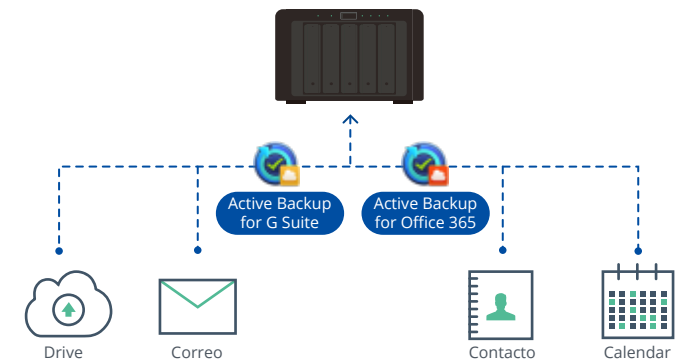 Active Backup
for G Suite
Active Backup
for Office 365
Drive
Correo
Contacto
Calendar